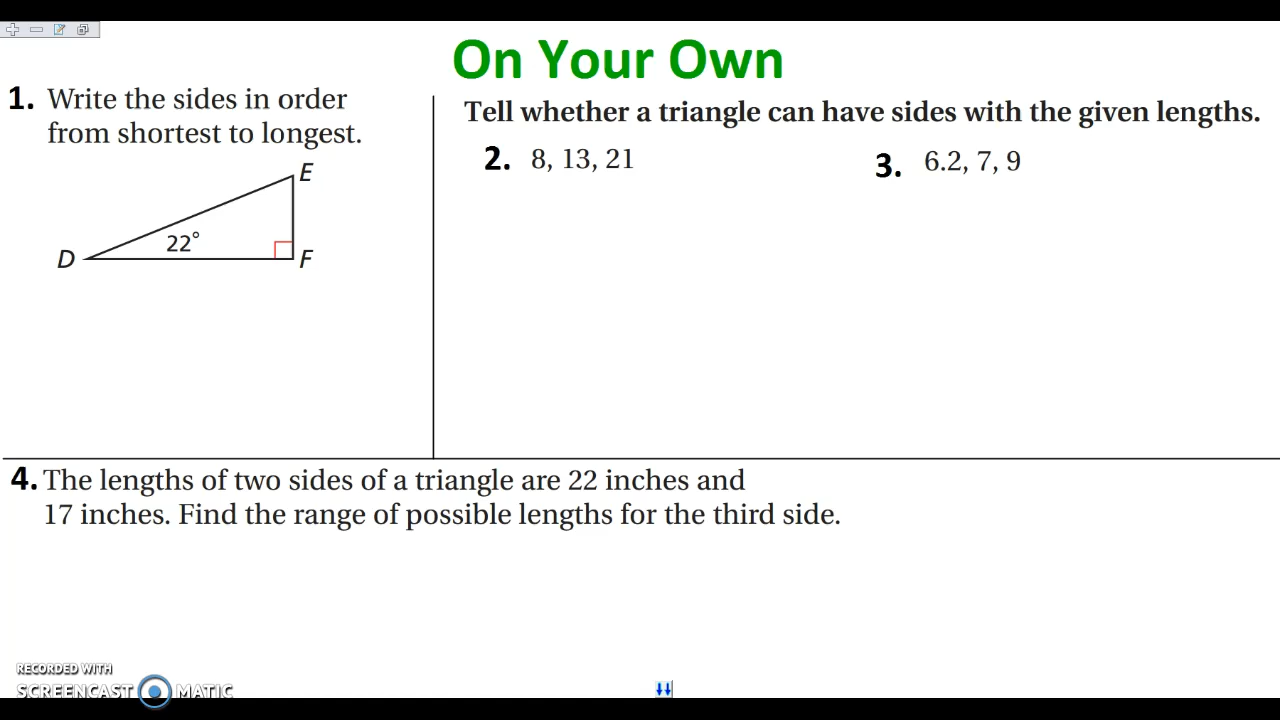 On Your Own
1. Write the sides in order
from shortest to longest.
E
22°
D
F
Tell whether a triangle can have sides with the given lengths.
2. 8, 13, 21
3. 6.2, 7, 9
4. The lengths of two sides of a triangle are 22 inches and
17 inches. Find the range of possible lengths for the third side.
RECORDED WITH
SCREENCAST MATIC